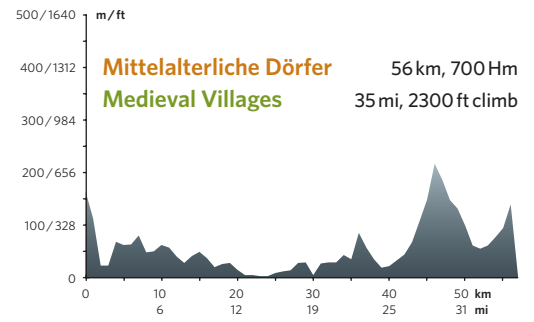 500/1640 m/ft
400/1312 Mittelalterliche Dörfer 56 km, 700 Hm
Medieval Villages 35 mi, 2300 ft climb
300/984
200/656
100/328
0
0 10 20 30 40 50 km
6 12 19 25 31 mi